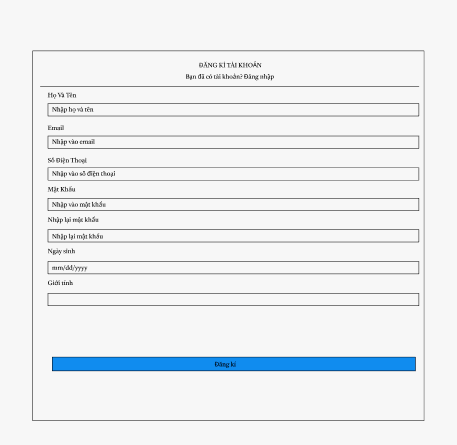 ĐĂNG KÍ TÀI KHOẢN
Bạn đã có tài khoản? Đăng nhập
Họ Và Tên
Nhập họ và tên
Email
Nhập vào email
Số Điện Thoại
Nhập vào số điện thoại
Mật Khẩu
Nhập vào mật khẩu
Nhập lại mật khẩu
Nhập lại mật khẩu
Ngày sinh
mm/dd/yyyy
Giới tính
Đăng kí